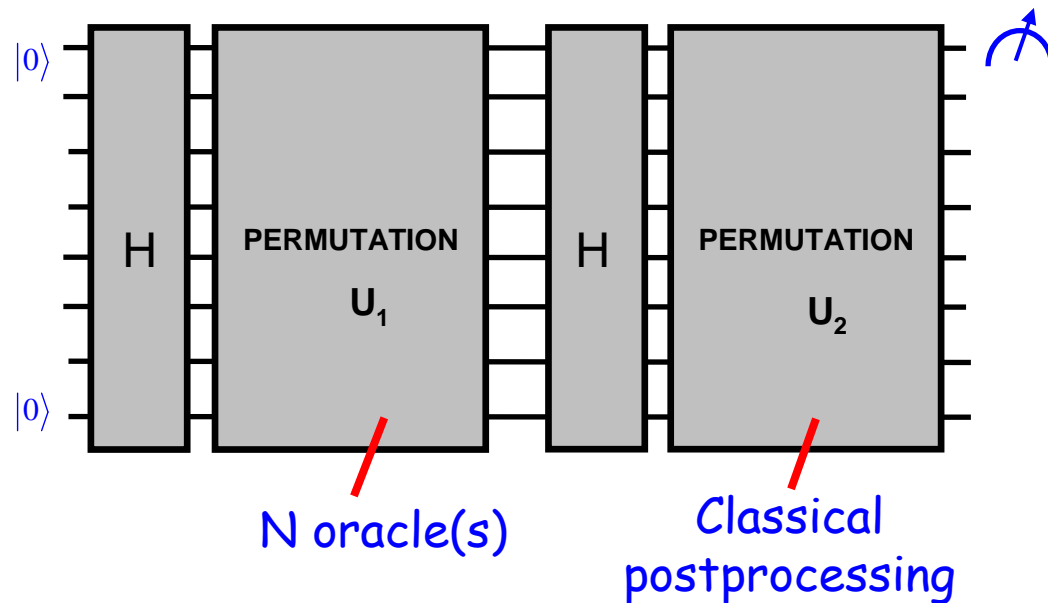 |0⟩
H
PERMUTATION
U₁
H
PERMUTATION
U₂
|0⟩
N oracle(s)
Classical
postprocessing